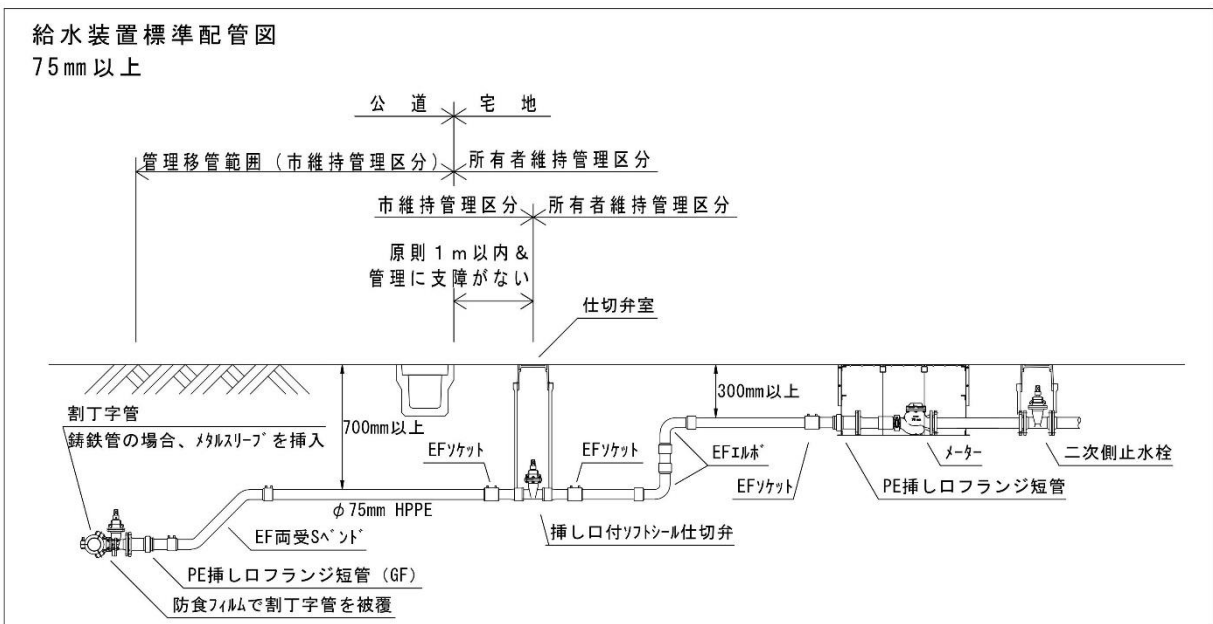 給水装置標準配管図
75mm以上
公道 宅地
管理移管範囲（市維持管理区分） 所有者維持管理区分
市維持管理区分 所有者維持管理区分
原則1m以内&
管理に支障がない
仕切弁室
割丁字管
鋳鉄管の場合、ﾒﾀﾙｽﾘｰﾌﾞを挿入
700mm以上
300mm以上
EFｿｹｯﾄ
EFｿｹｯﾄ
EFｴﾙﾎﾞ
EFｿｹｯﾄ
ﾒｰﾀｰ
二次側止水栓
PE挿し口フランジ短管
φ75mm HPPE
挿し口付ｿﾌﾄｼｰﾙ仕切弁
EF両受Sﾍﾞﾝﾄﾞ
PE挿し口フランジ短管（GF）
防食ﾌｨﾙﾑで割丁字管を被覆